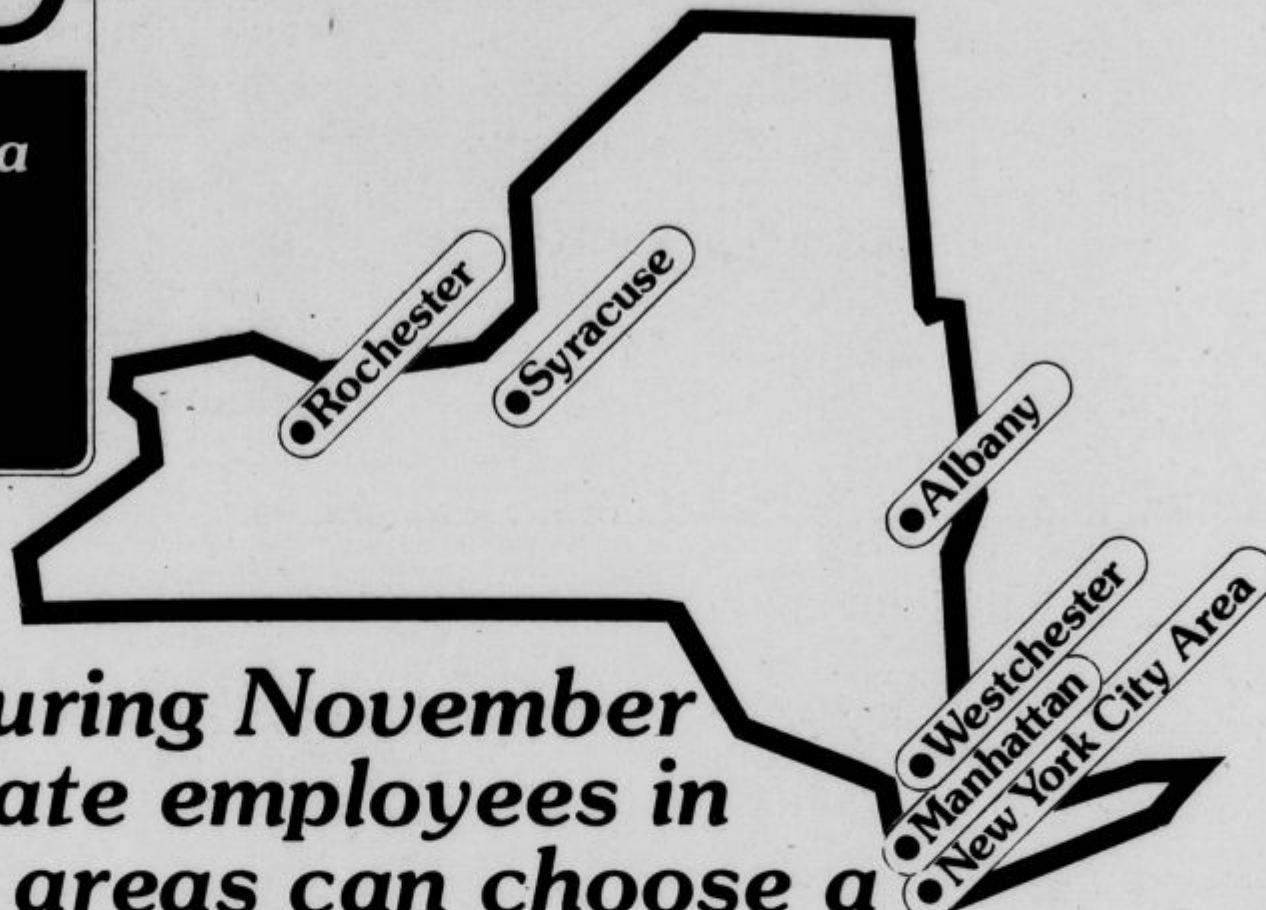 a
Rochester
Syracuse
Albany
Westchester
Manhattan
New York City Area
uring November
ate employees in
areas can choose a